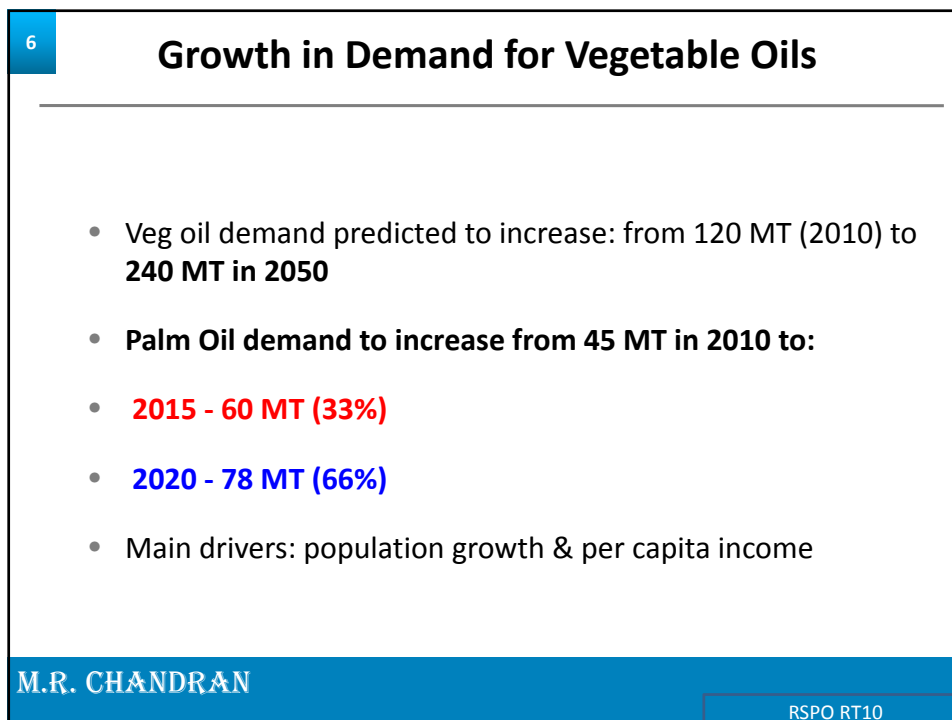 6
Growth in Demand for Vegetable Oils
• Veg oil demand predicted to increase: from 120 MT (2010) to
240 MT in 2050
• Palm Oil demand to increase from 45 MT in 2010 to:
• 2015 - 60 MT (33%)
• 2020 - 78 MT (66%)
• Main drivers: population growth & per capita income
M.R. CHANDRAN
RSPO RT10